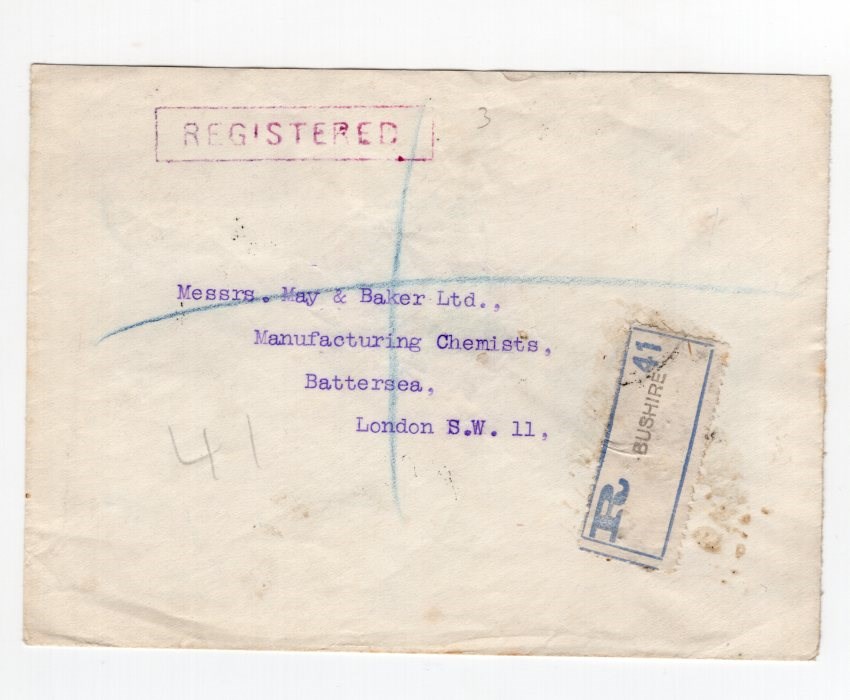 REGISTERED
3
Messrs. May & Baker Ltd.,
Manufacturing Chemists,
Battersea,
London S.W. 11,
41
R BUSHIRE 41